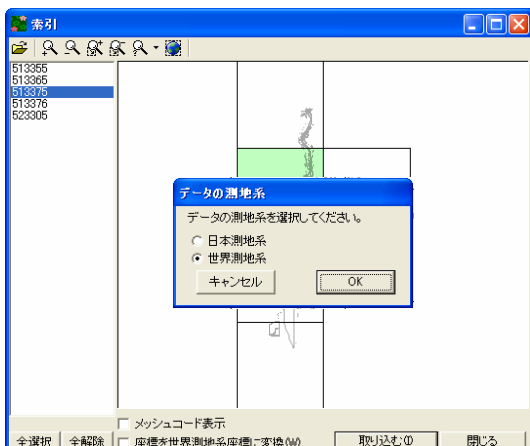 索引
513355
513365
513375
513376
523305
データの測地系
データの測地系を選択してください。
日本測地系
世界測地系
キャンセル
OK
メッシュコード表示
全選択
全解除
座標を世界測地系座標に変換(W)
取り込む(I)
閉じる